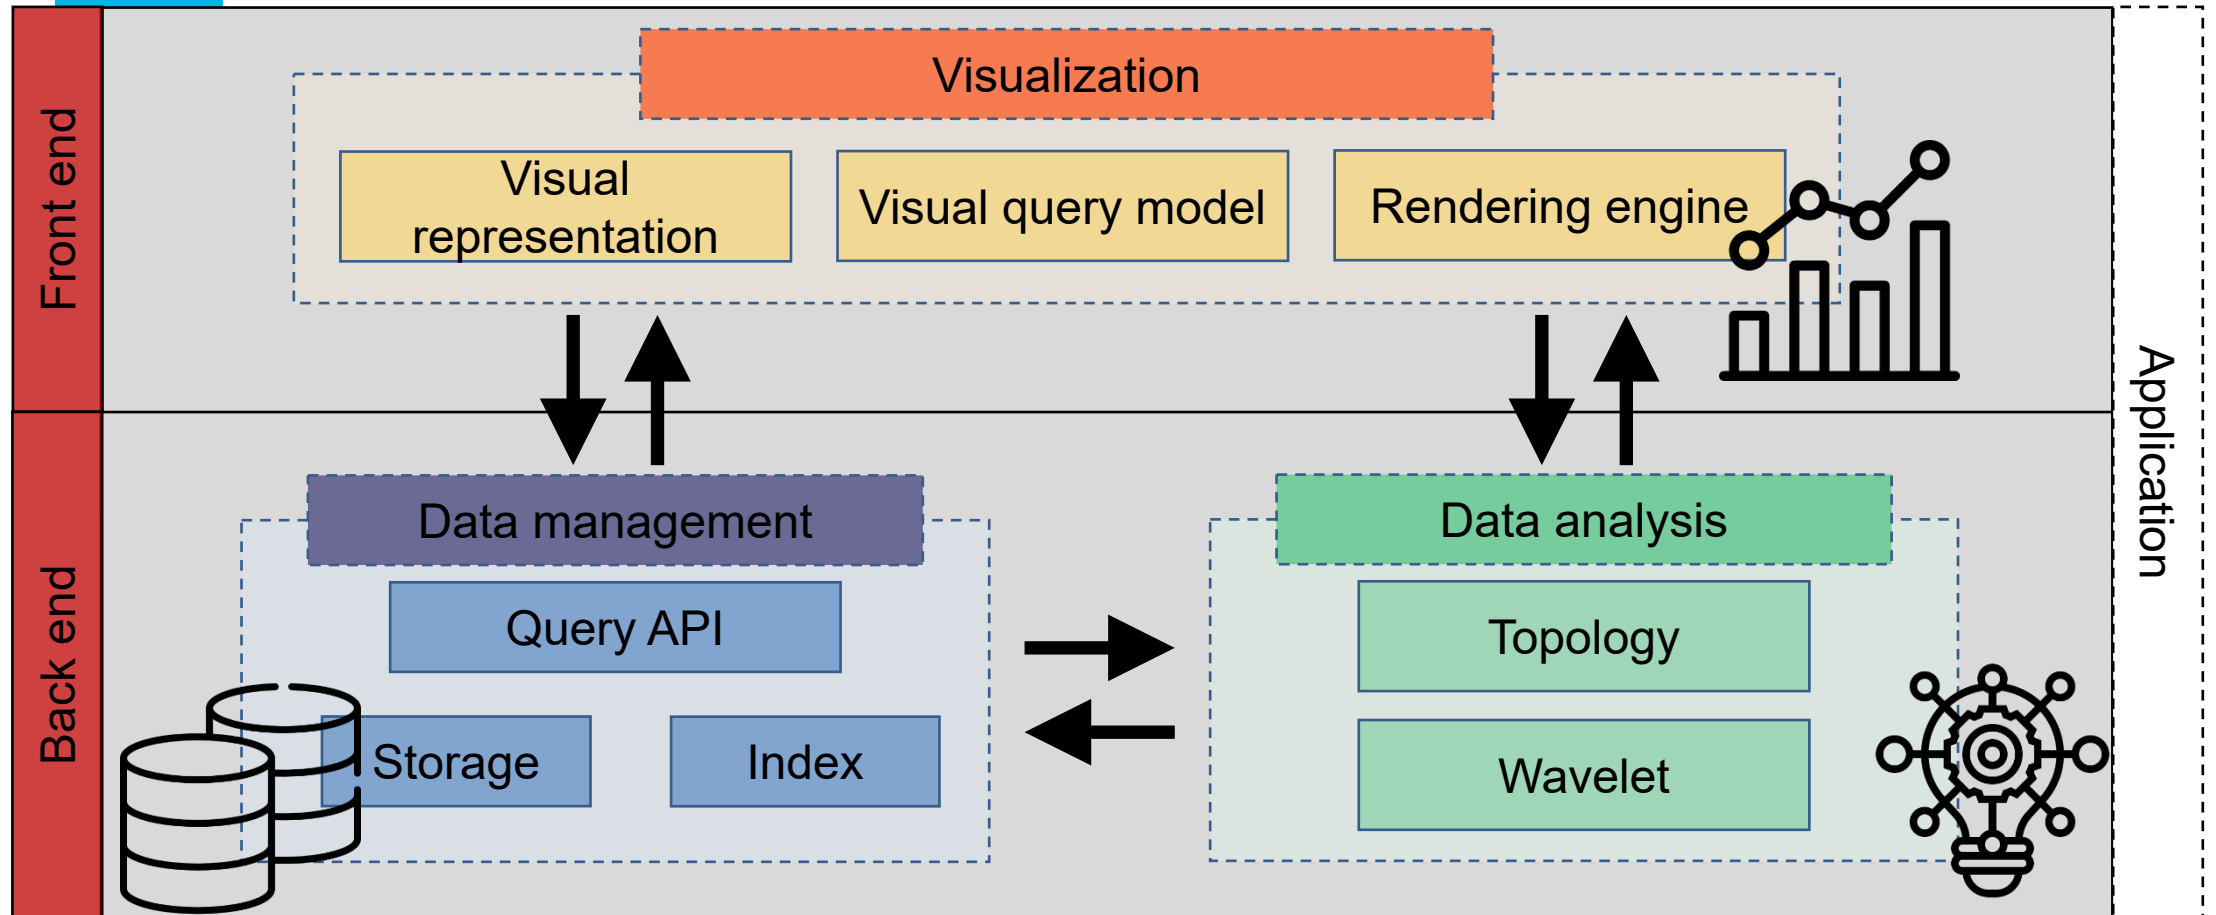 Visualization
Front end
Visual
representation
Visual query model
Rendering engine
Application
Data management
Data analysis
Back end
Query API
Topology
Storage
Index
Wavelet